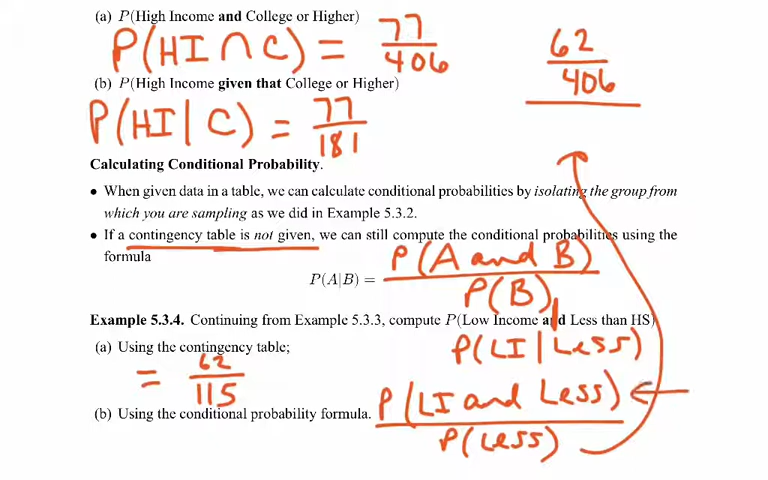 (a) P(High Income and College or Higher)
P(HI ∩ C) = 77/406
62/406
(b) P(High Income given that College or Higher)
P(HI | C) = 77/181
Calculating Conditional Probability.
• When given data in a table, we can calculate conditional probabilities by isolating the group from
which you are sampling as we did in Example 5.3.2.
• If a contingency table is not given, we can still compute the conditional probabilities using the
formula
P(A|B) = P(A and B)/P(B)
Example 5.3.4. Continuing from Example 5.3.3, compute P(Low Income and Less than HS)
P(LI | Less)
(a) Using the contingency table;
= 62/115
(b) Using the conditional probability formula.
P(LI and Less)/P(Less)